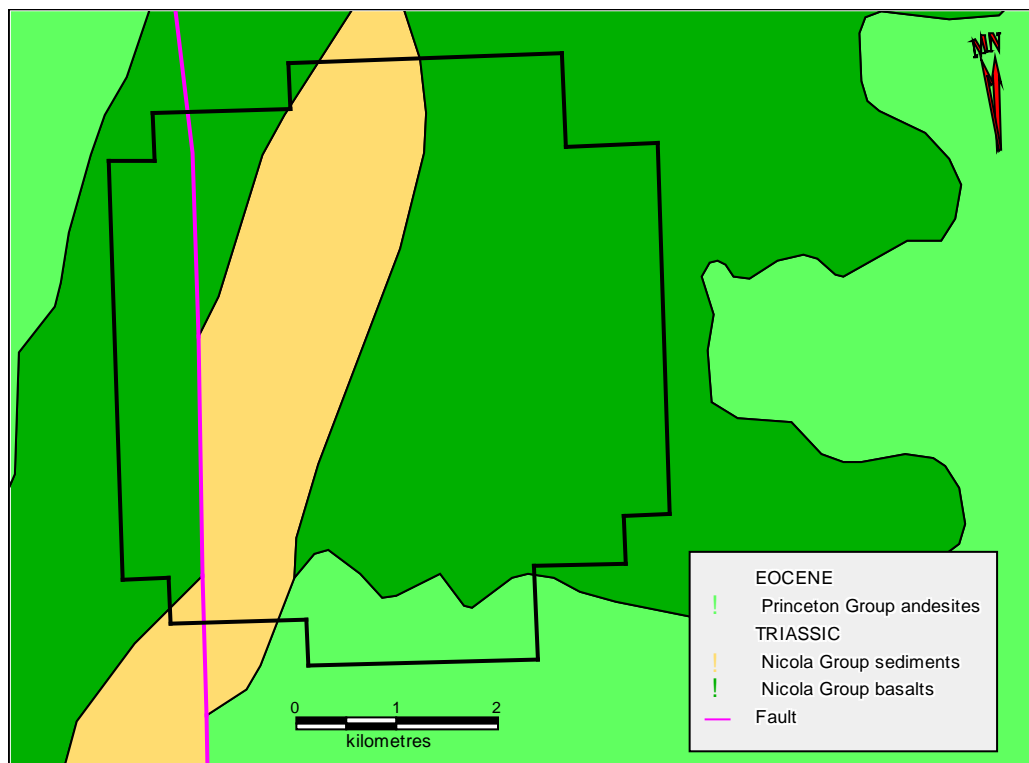 MN
EOCENE
Princeton Group andesites
TRIASSIC
Nicola Group sediments
Nicola Group basalts
Fault
0 1 2
kilometres